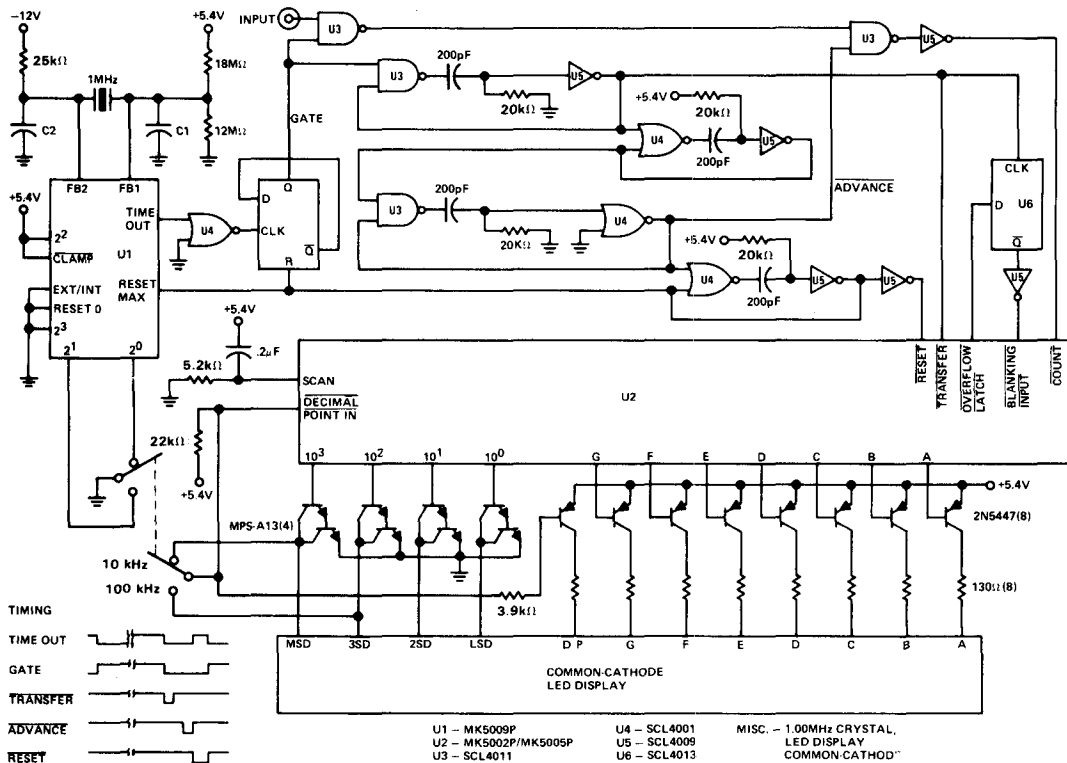 -12V
+5.4V
INPUT
U3
U3
U5
25kΩ
1MHz
18MΩ
200pF
U3
U5
+5.4V
20kΩ
20kΩ
C2
C1
12MΩ
GATE
U4
U5
200pF
FB2
FB1
Q
200pF
ADVANCE
CLK
+5.4V
TIME
OUT
D
U3
U4
D
U6
2²
U4
CLK
Q
CLAMP
U1
Q
20KΩ
+5.4V
20kΩ
U5
EXT/INT
RESET
MAX
R
U4
U5
U5
RESET 0
200pF
2³
+5.4V
2¹
2⁰
.2μF
5.2kΩ
SCAN
RESET
TRANSFER
OVERFLOW
LATCH
BLANKING
INPUT
COUNT
U2
DECIMAL
POINT IN
22kΩ
10³
10²
10¹
10⁰
G
F
E
D
C
B
A
+5.4V
+5.4V
MPS-A13(4)
2N5447(8)
10 kHz
100 kHz
3.9kΩ
130Ω(8)
TIMING
TIME OUT
MSD
3SD
2SD
LSD
D P
G
F
E
D
C
B
A
GATE
COMMON-CATHODE
LED DISPLAY
TRANSFER
ADVANCE
RESET
U1 – MK5009P
U2 – MK5002P/MK5005P
U3 – SCL4011
U4 – SCL4001
U5 – SCL4009
U6 – SCL4013
MISC. – 1.00MHz CRYSTAL,
LED DISPLAY
COMMON-CATHOD"